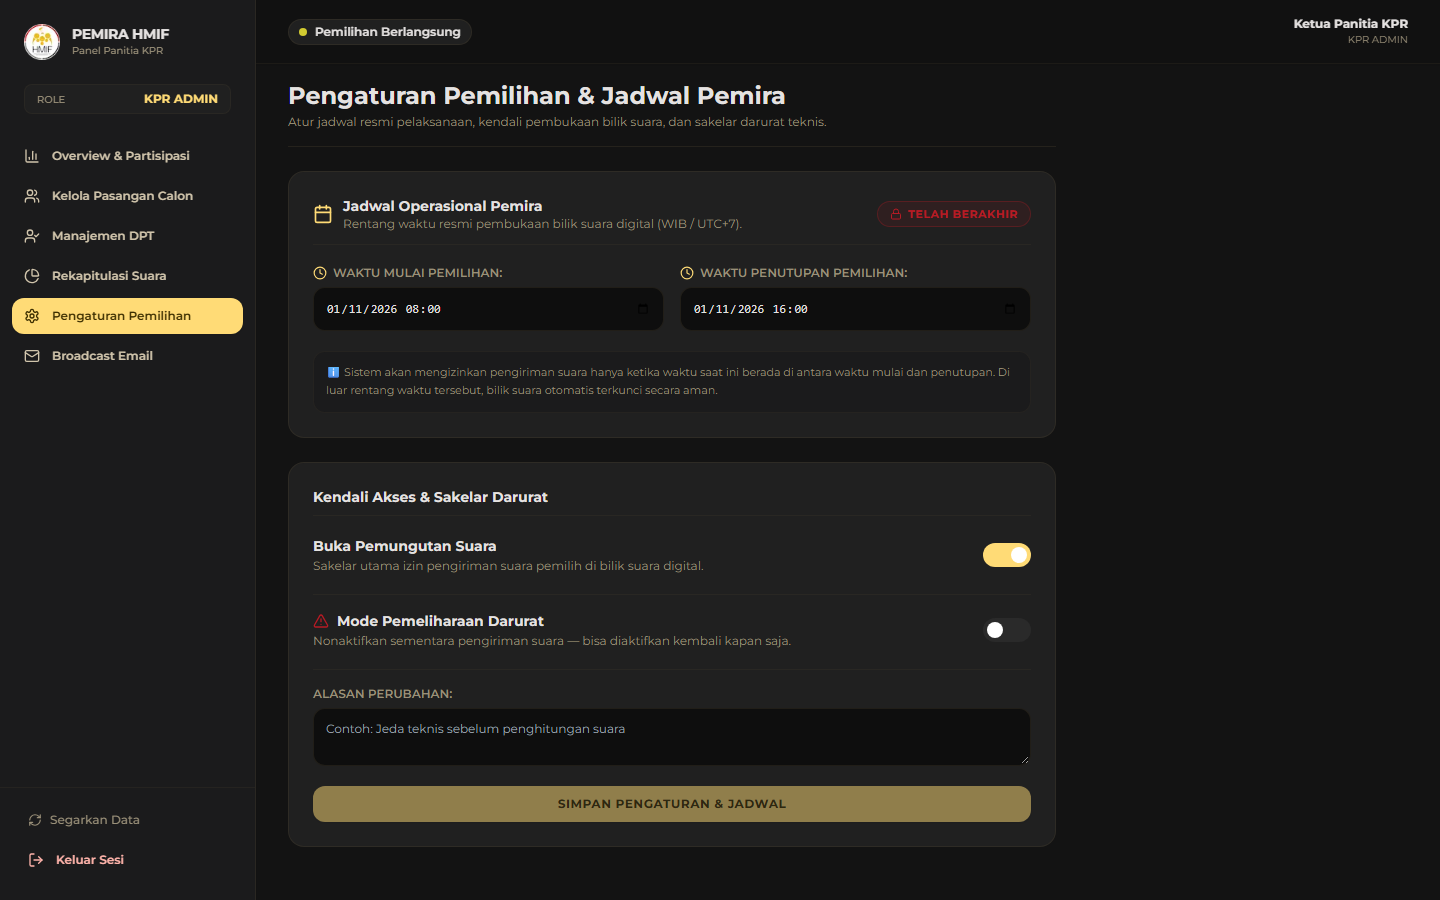 PEMIRA HMIF
Panel Panitia KPR
HMIF
ROLE KPR ADMIN
Overview & Partisipasi
Kelola Pasangan Calon
Manajemen DPT
Rekapitulasi Suara
Pengaturan Pemilihan
Broadcast Email
Segarkan Data
Keluar Sesi
Pemilihan Berlangsung
Ketua Panitia KPR
KPR ADMIN
Pengaturan Pemilihan & Jadwal Pemira
Atur jadwal resmi pelaksanaan, kendali pembukaan bilik suara, dan sakelar darurat teknis.
Jadwal Operasional Pemira
Rentang waktu resmi pembukaan bilik suara digital (WIB / UTC+7).
TELAH BERAKHIR
WAKTU MULAI PEMILIHAN:
01/11/2026 08:00
WAKTU PENUTUPAN PEMILIHAN:
01/11/2026 16:00
ℹ️ Sistem akan mengizinkan pengiriman suara hanya ketika waktu saat ini berada di antara waktu mulai dan penutupan. Di
luar rentang waktu tersebut, bilik suara otomatis terkunci secara aman.
Kendali Akses & Sakelar Darurat
Buka Pemungutan Suara
Sakelar utama izin pengiriman suara pemilih di bilik suara digital.
Mode Pemeliharaan Darurat
Nonaktifkan sementara pengiriman suara — bisa diaktifkan kembali kapan saja.
ALASAN PERUBAHAN:
Contoh: Jeda teknis sebelum penghitungan suara
SIMPAN PENGATURAN & JADWAL